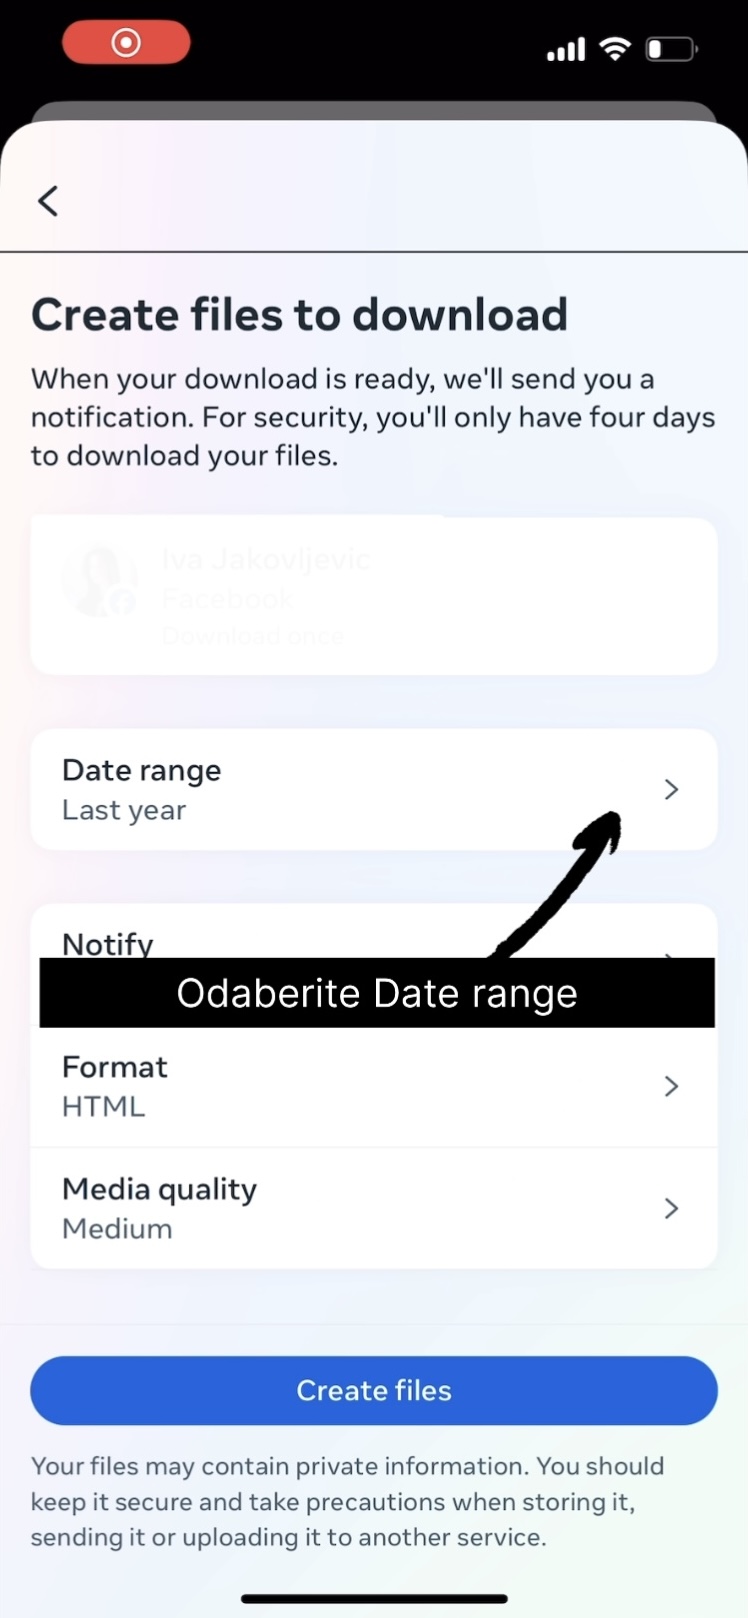 Create files to download
When your download is ready, we'll send you a
notification. For security, you'll only have four days
to download your files.
Iva Jakovljevic
Facebook
Download once
Date range
Last year
Notify
Odaberite Date range
Format
HTML
Media quality
Medium
Create files
Your files may contain private information. You should
keep it secure and take precautions when storing it,
sending it or uploading it to another service.